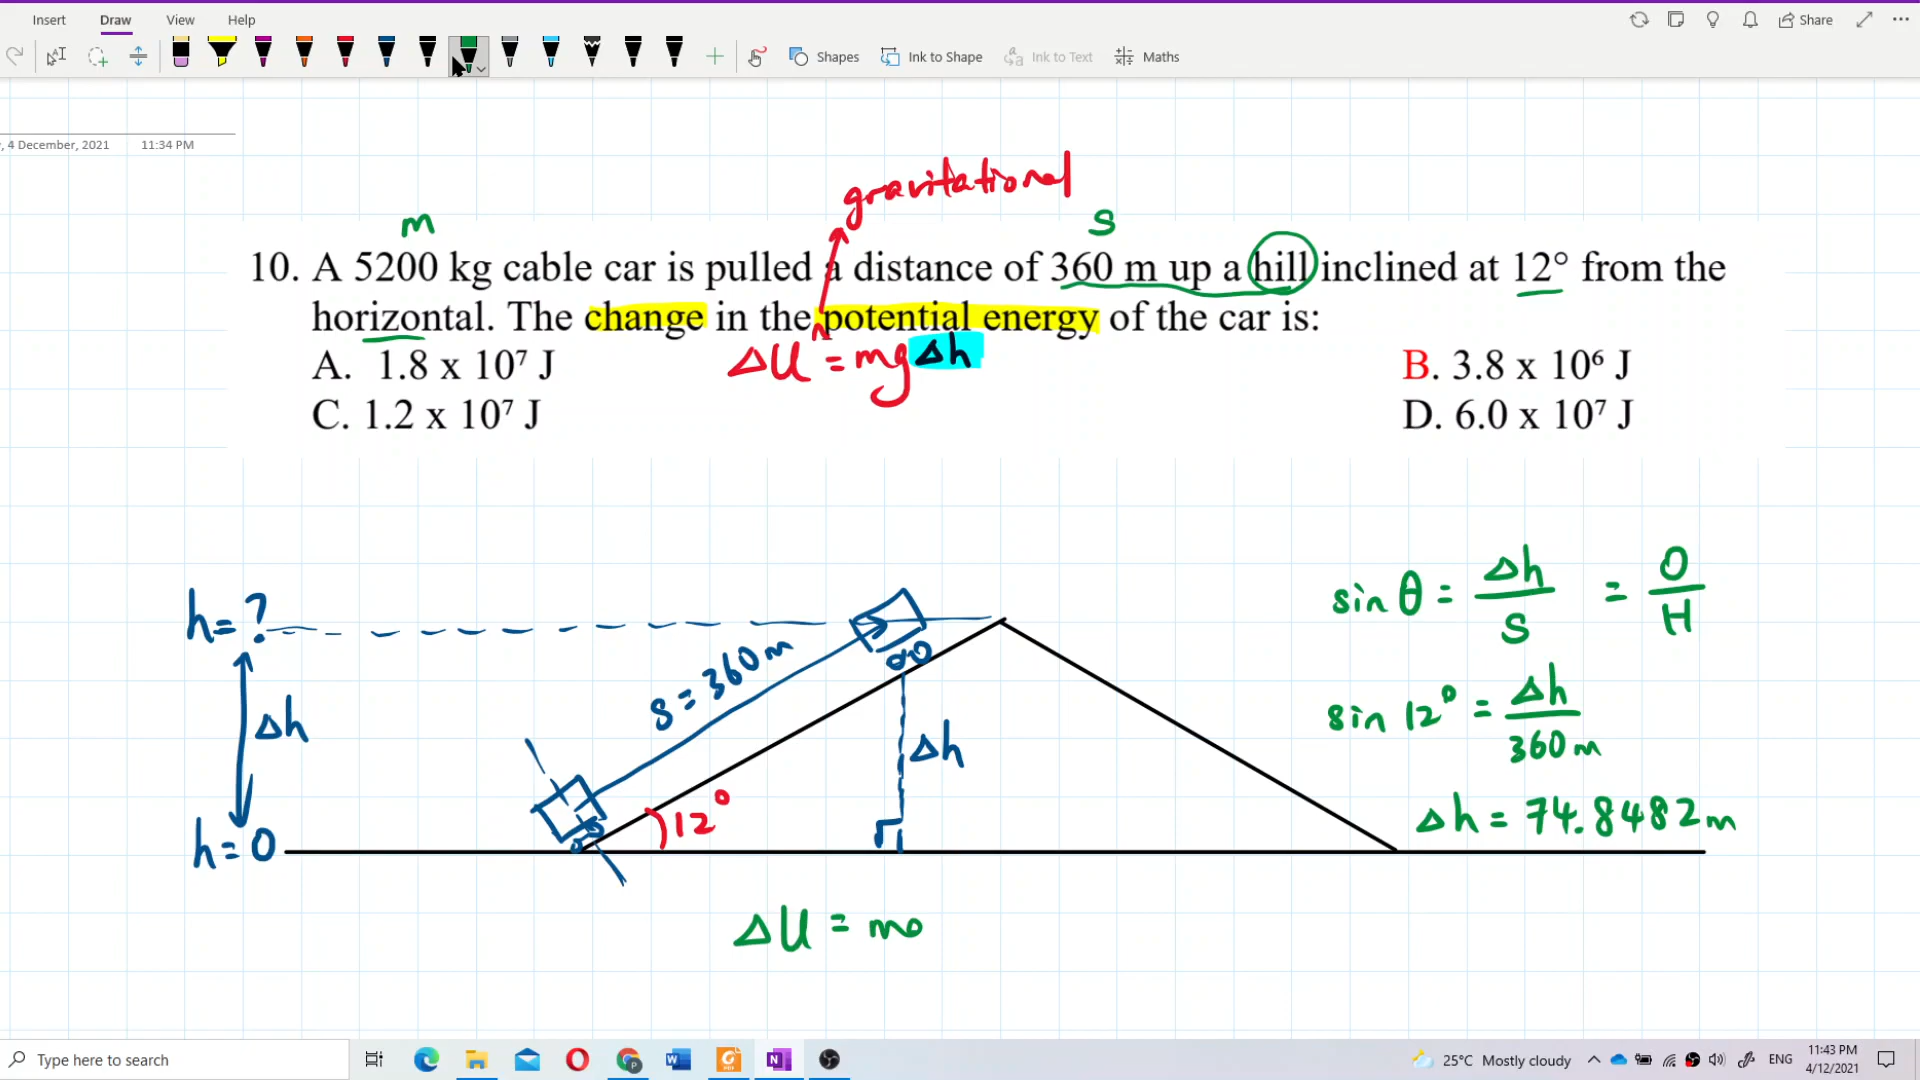 Insert Draw View Help
Share
Shapes Ink to Shape Ink to Text Maths
, 4 December, 2021 11:34 PM
gravitational
m
s
10. A 5200 kg cable car is pulled a distance of 360 m up a hill inclined at 12° from the
horizontal. The change in the potential energy of the car is:
ΔU = mgΔh
A. 1.8 x 10⁷ J
B. 3.8 x 10⁶ J
C. 1.2 x 10⁷ J
D. 6.0 x 10⁷ J
sin θ = Δh/s = O/H
h = ?
s = 360 m
sin 12° = Δh/360 m
Δh
Δh
12°
Δh = 74.8482 m
h = 0
ΔU =
Type here to search
25°C Mostly cloudy
ENG
11:43 PM
4/12/2021